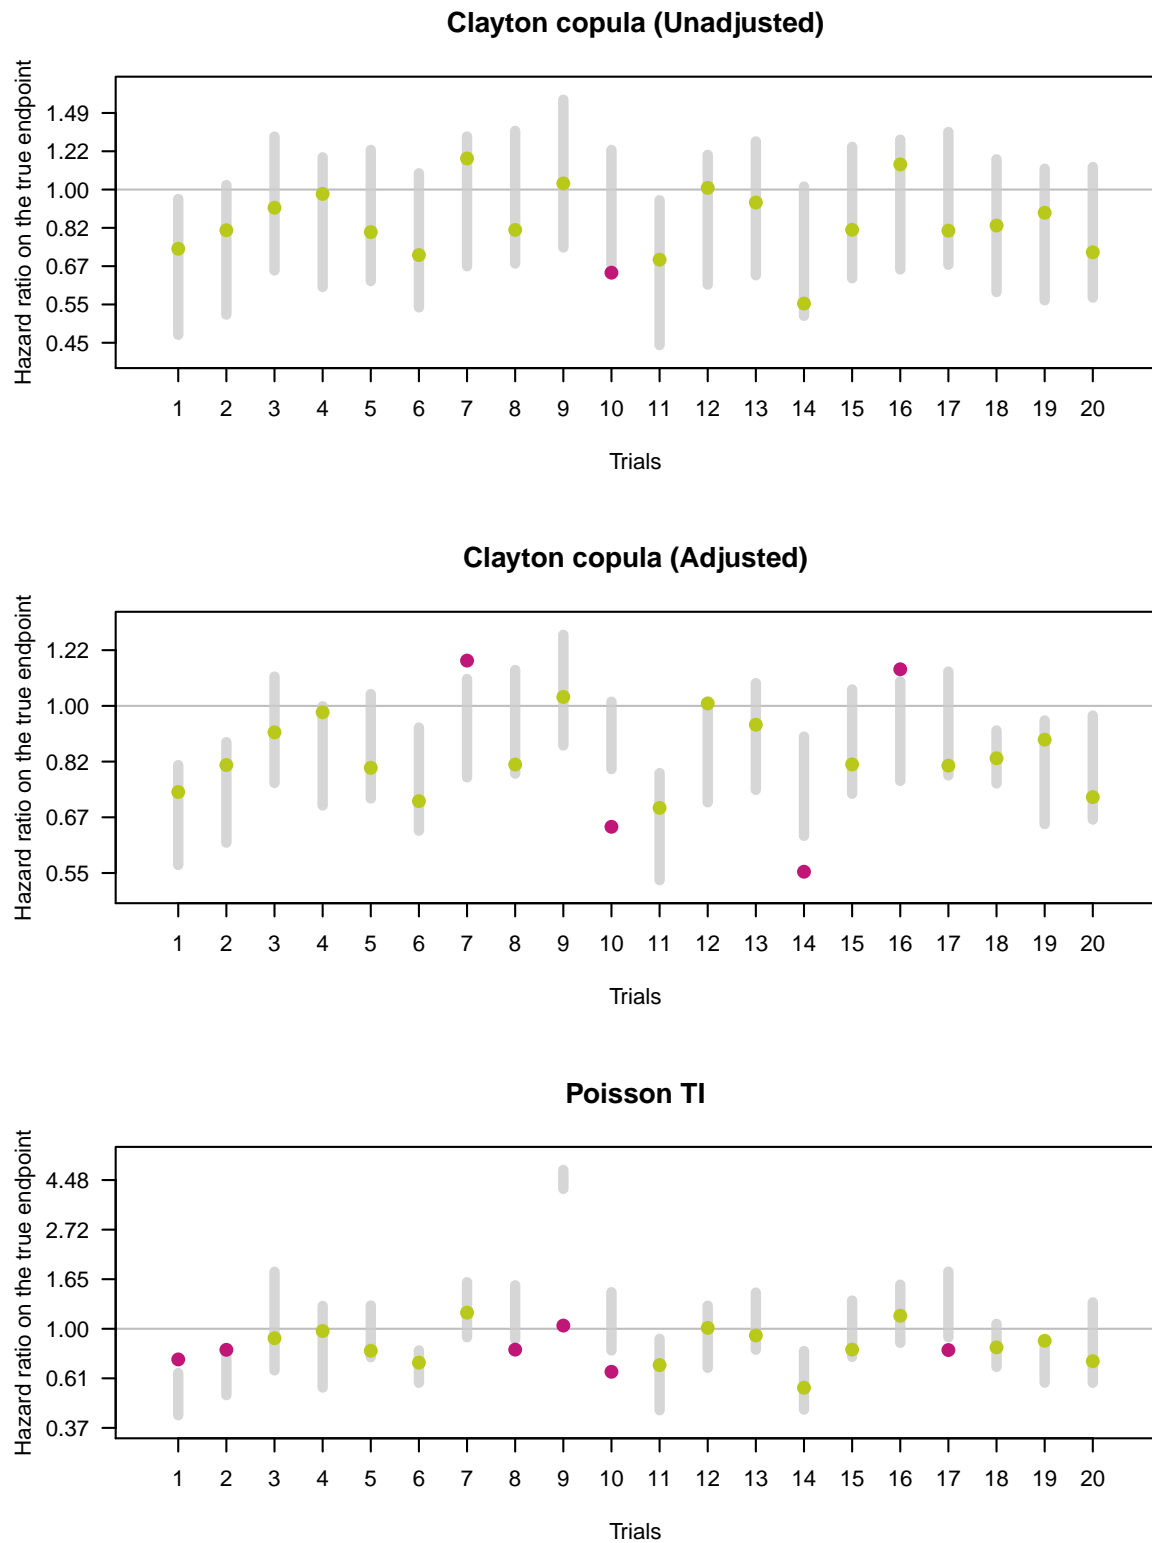 Clayton copula (Unadjusted)
Hazard ratio on the true endpoint
1.49
1.22
1.00
0.82
0.67
0.55
0.45
1 2 3 4 5 6 7 8 9 10 11 12 13 14 15 16 17 18 19 20
Trials
Clayton copula (Adjusted)
Hazard ratio on the true endpoint
1.22
1.00
0.82
0.67
0.55
1 2 3 4 5 6 7 8 9 10 11 12 13 14 15 16 17 18 19 20
Trials
Poisson TI
Hazard ratio on the true endpoint
4.48
2.72
1.65
1.00
0.61
0.37
1 2 3 4 5 6 7 8 9 10 11 12 13 14 15 16 17 18 19 20
Trials